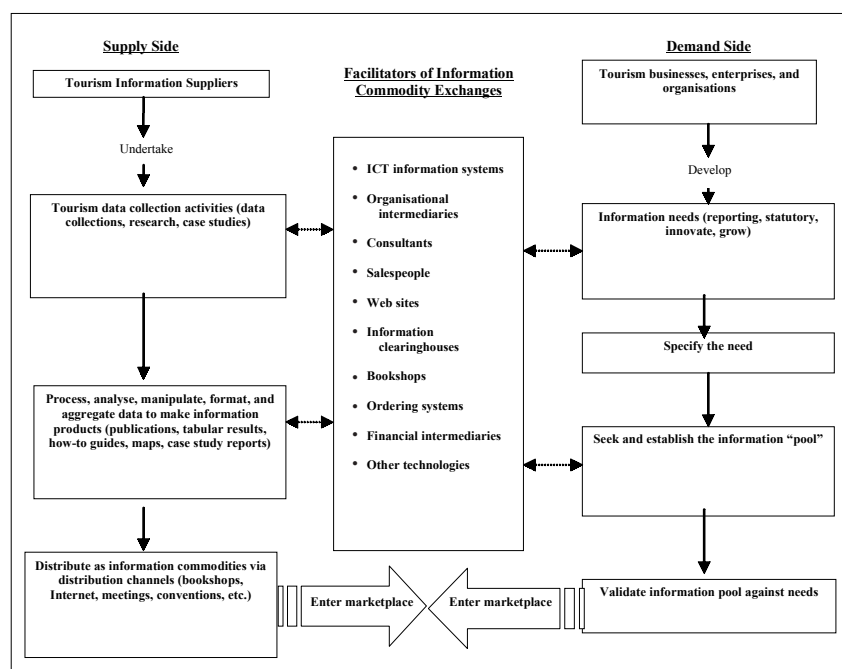 Supply Side
Tourism Information Suppliers
Undertake
Tourism data collection activities (data
collections, research, case studies)
Process, analyse, manipulate, format, and
aggregate data to make information
products (publications, tabular results,
how-to guides, maps, case study reports)
Distribute as information commodities via
distribution channels (bookshops,
Internet, meetings, conventions, etc.)
Enter marketplace
Facilitators of Information
Commodity Exchanges
• ICT information systems
• Organisational
intermediaries
• Consultants
• Salespeople
• Web sites
• Information
clearinghouses
• Bookshops
• Ordering systems
• Financial intermediaries
• Other technologies
Demand Side
Tourism businesses, enterprises, and
organisations
Develop
Information needs (reporting, statutory,
innovate, grow)
Specify the need
Seek and establish the information “pool”
Validate information pool against needs
Enter marketplace